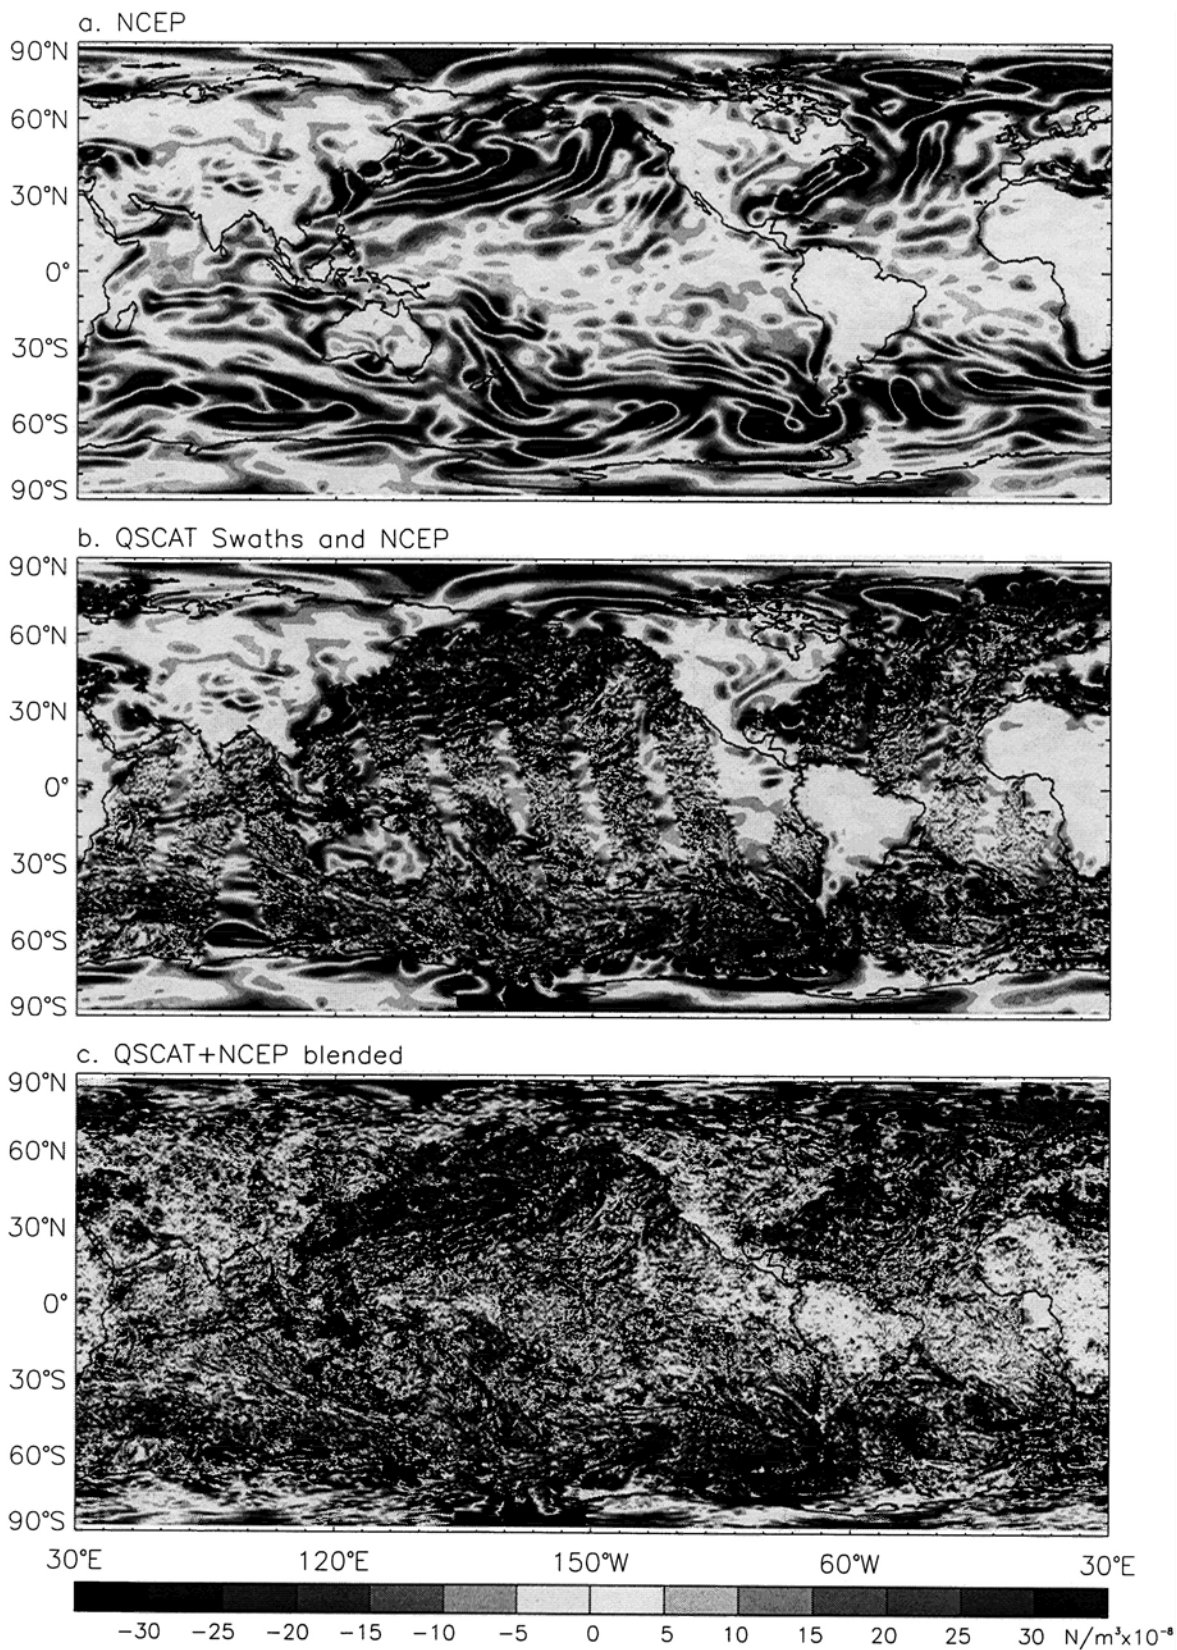 a. NCEP
90°N
60°N
30°N
0°
30°S
60°S
90°S
b. QSCAT Swaths and NCEP
90°N
60°N
30°N
0°
30°S
60°S
90°S
c. QSCAT+NCEP blended
90°N
60°N
30°N
0°
30°S
60°S
90°S
30°E 120°E 150°W 60°W 30°E
-30 -25 -20 -15 -10 -5 0 5 10 15 20 25 30 N/m³x10⁻⁸